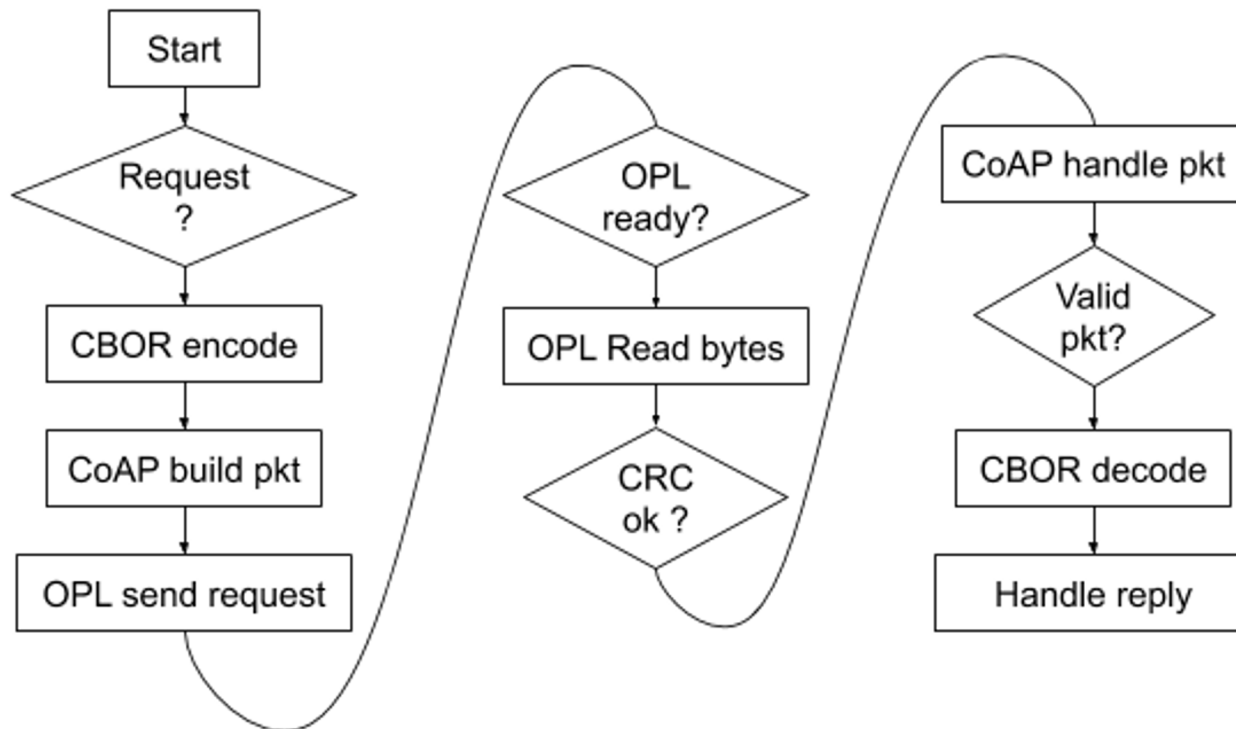 Start
Request
?
CBOR encode
CoAP build pkt
OPL send request
OPL
ready?
OPL Read bytes
CRC
ok ?
CoAP handle pkt
Valid
pkt?
CBOR decode
Handle reply